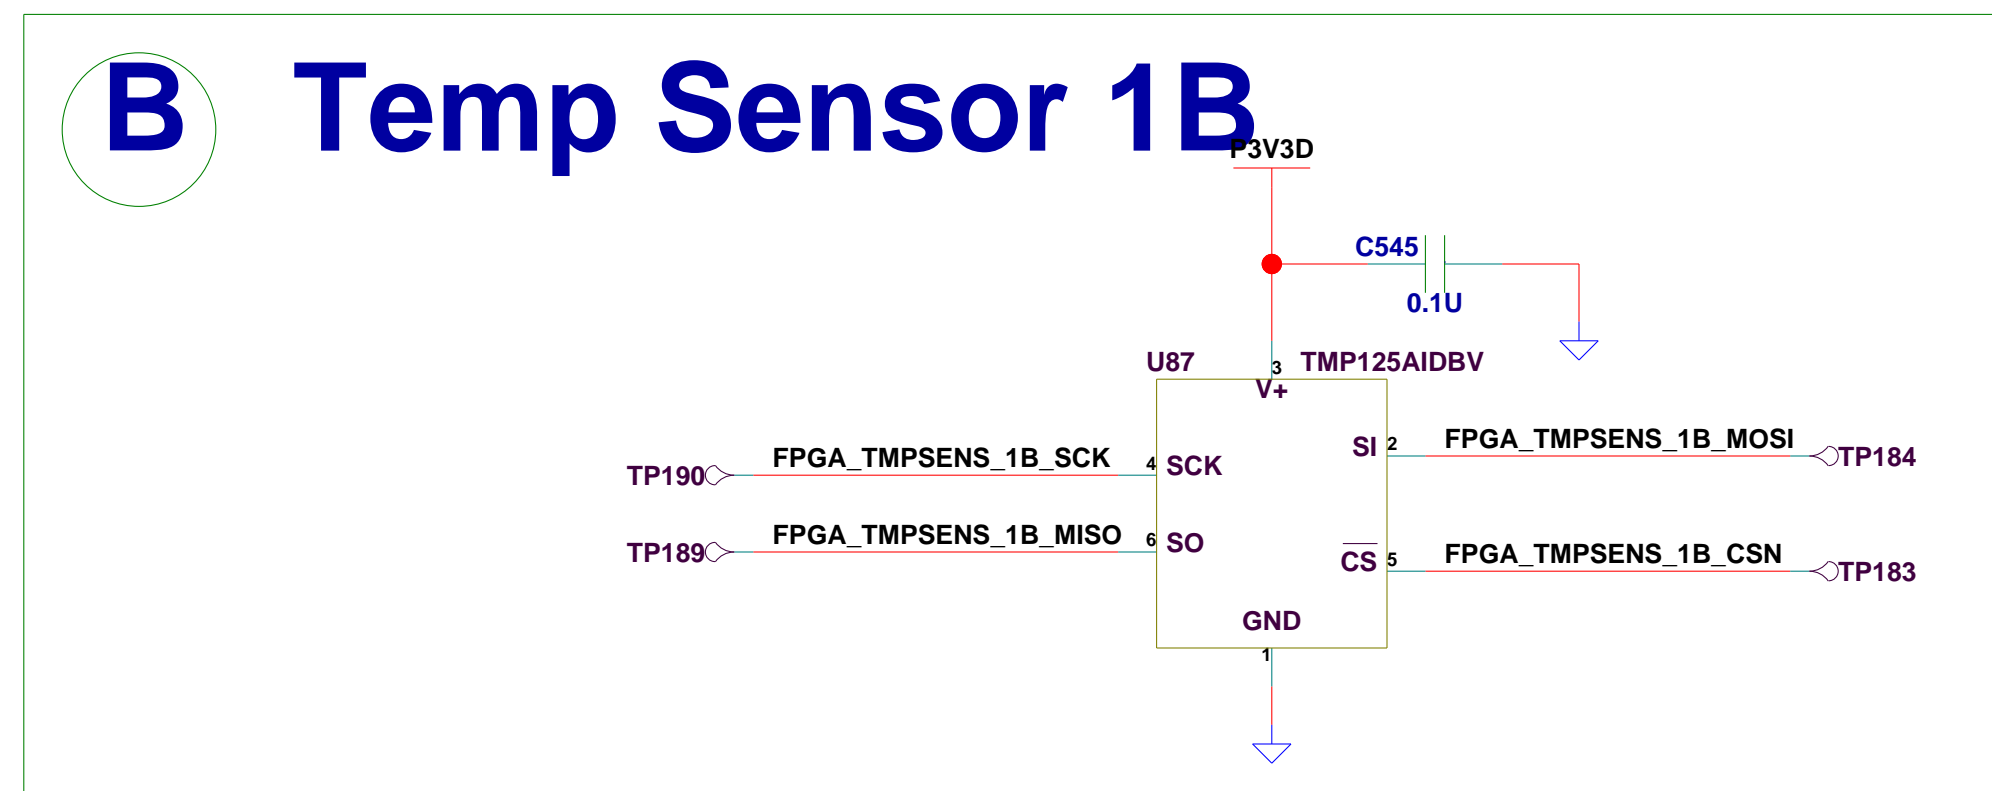 B Temp Sensor 1B
P3V3D
C545
0.1U
U87 3 TMP125AIDBV
V+
FPGA_TMPSENS_1B_SCK 4 SCK SI 2 FPGA_TMPSENS_1B_MOSI
TP190 TP184
FPGA_TMPSENS_1B_MISO 6 SO CS 5 FPGA_TMPSENS_1B_CSN
TP189 TP183
GND
1